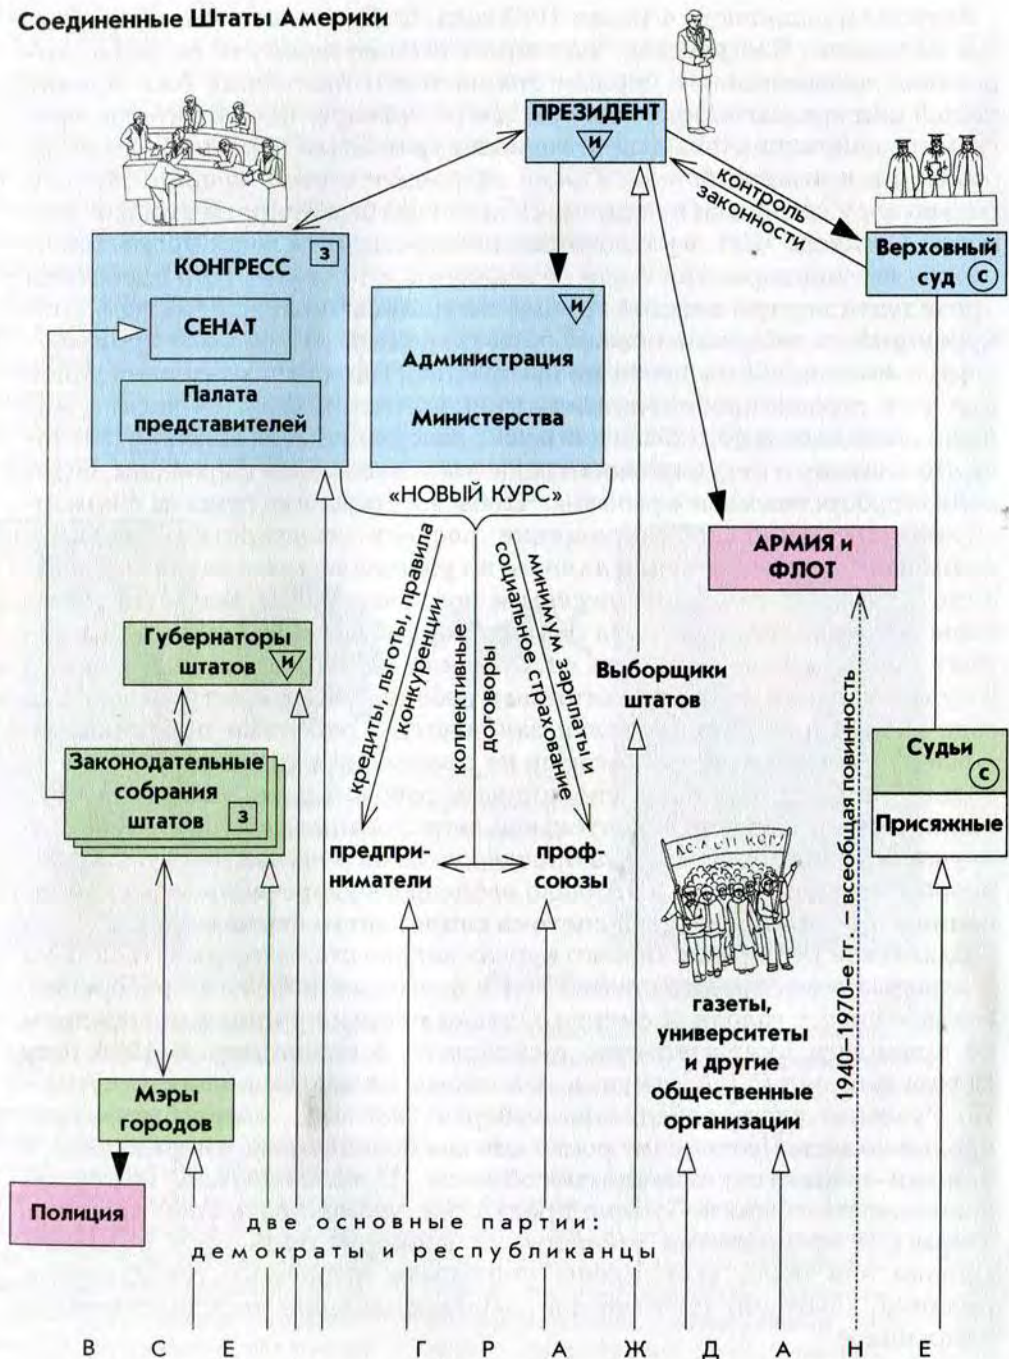 Соединенные Штаты Америки
ПРЕЗИДЕНТ
и
контроль
законности
Верховный
суд
с
КОНГРЕСС
з
СЕНАТ
Палата
представителей
и
Администрация
Министерства
«НОВЫЙ КУРС»
АРМИЯ и
ФЛОТ
кредиты, льготы, правила
конкуренции
коллективные
договоры
минимум зарплаты и
социальное страхование
Губернаторы
штатов
и
Выборщики
штатов
Законодательные
собрания
штатов
з
Судьи
с
Присяжные
предпри-
ниматели
проф-
союзы
1940–1970-е гг. – всеобщая повинность
газеты,
университеты
и другие
общественные
организации
Мэры
городов
Полиция
две основные партии:
демократы и республиканцы
ВСЕ ГРАЖДАНЕ